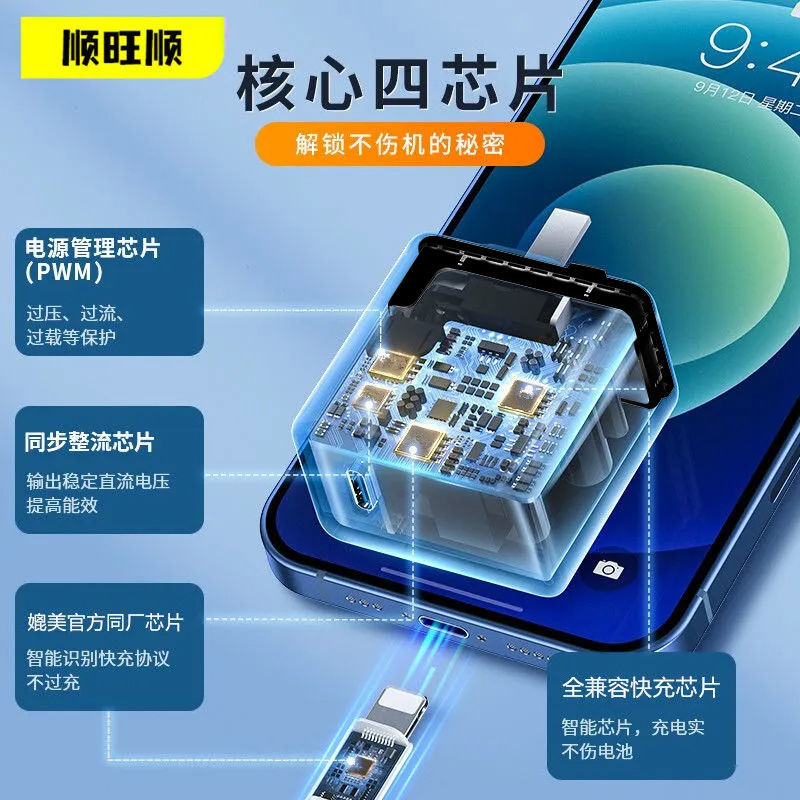 顺旺顺
核心四芯片
解锁不伤机的秘密
9:4
9月12日 星期二
电源管理芯片
(PWM)
过压、过流、
过载等保护
同步整流芯片
输出稳定直流电压
提高能效
媲美官方同厂芯片
智能识别快充协议
不过充
全兼容快充芯片
智能芯片，充电实
不伤电池